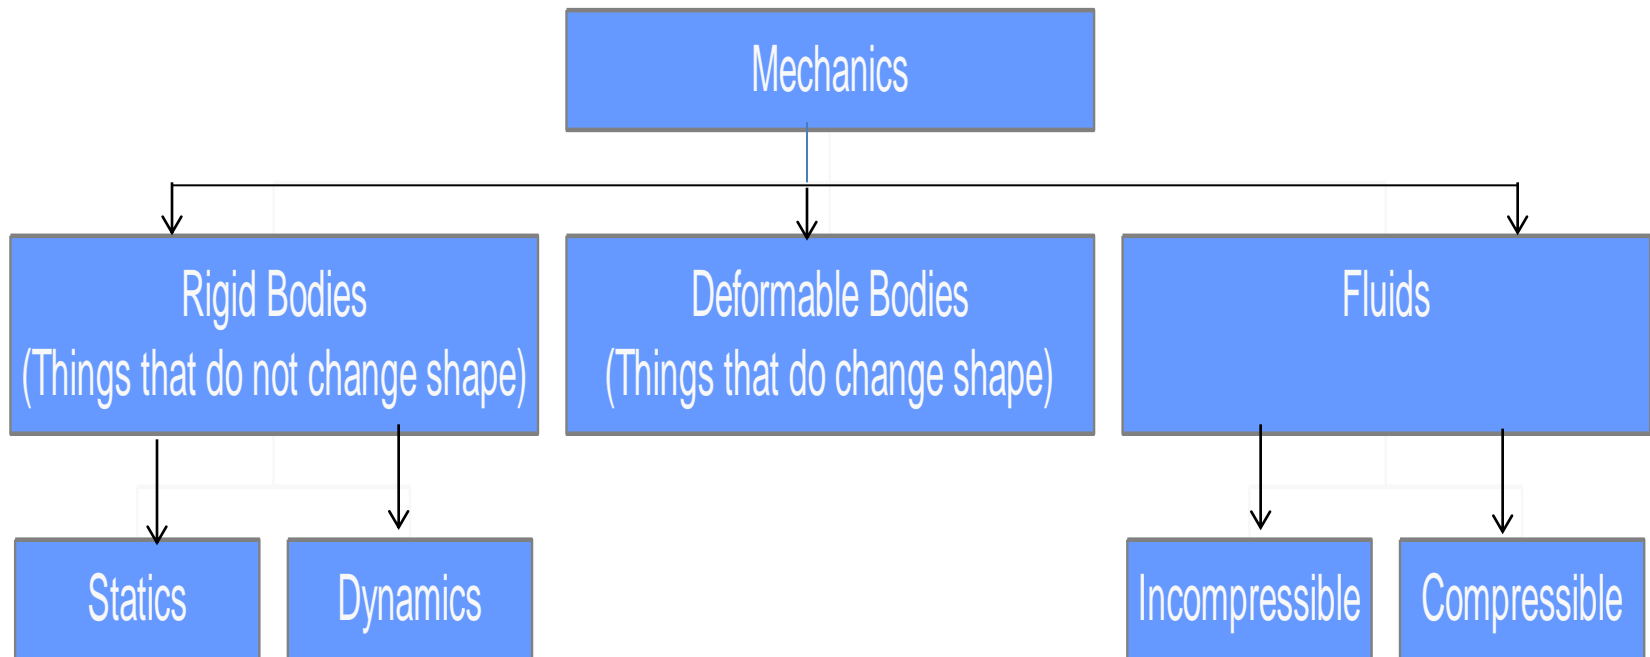 Mechanics
Rigid Bodies
(Things that do not change shape)
Deformable Bodies
(Things that do change shape)
Fluids
Statics
Dynamics
Incompressible
Compressible